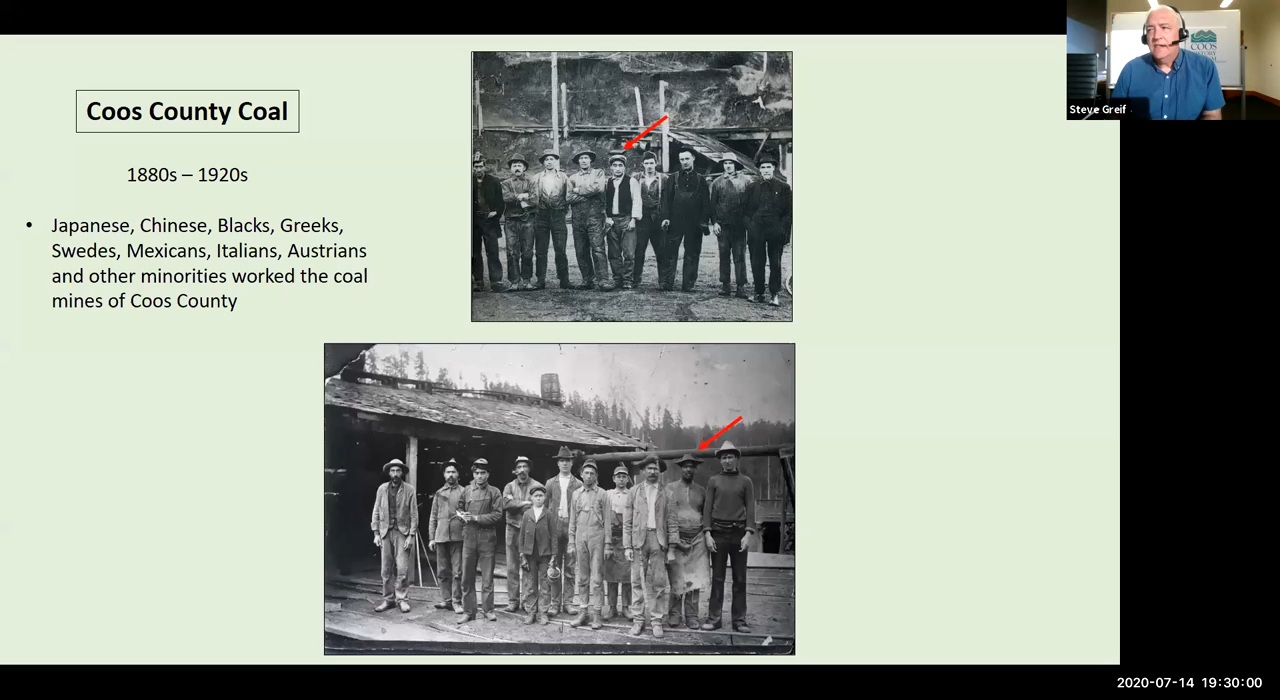 Coos County Coal
1880s – 1920s
• Japanese, Chinese, Blacks, Greeks,
Swedes, Mexicans, Italians, Austrians
and other minorities worked the coal
mines of Coos County
COOS
Steve Greif
2020-07-14 19:30:00